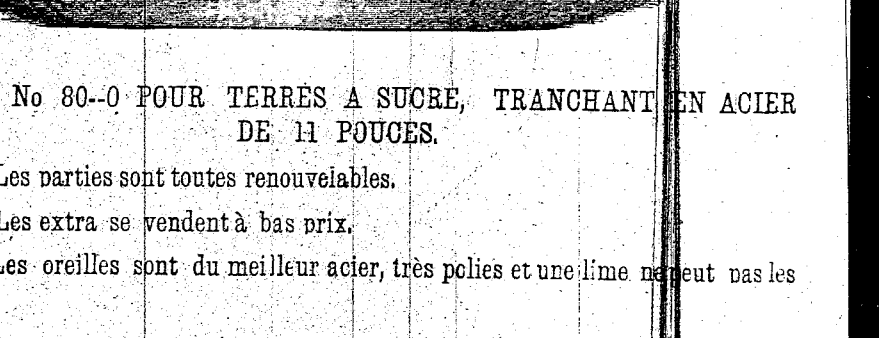 No 80--0 POUR TERRES A SUCRE, TRANCHANT EN ACIER
DE 11 POUCES.
Les parties sont toutes renouvelables.
Les extra se vendent à bas prix.
Les oreilles sont du meilleur acier, très polies et une lime ne peut pas les